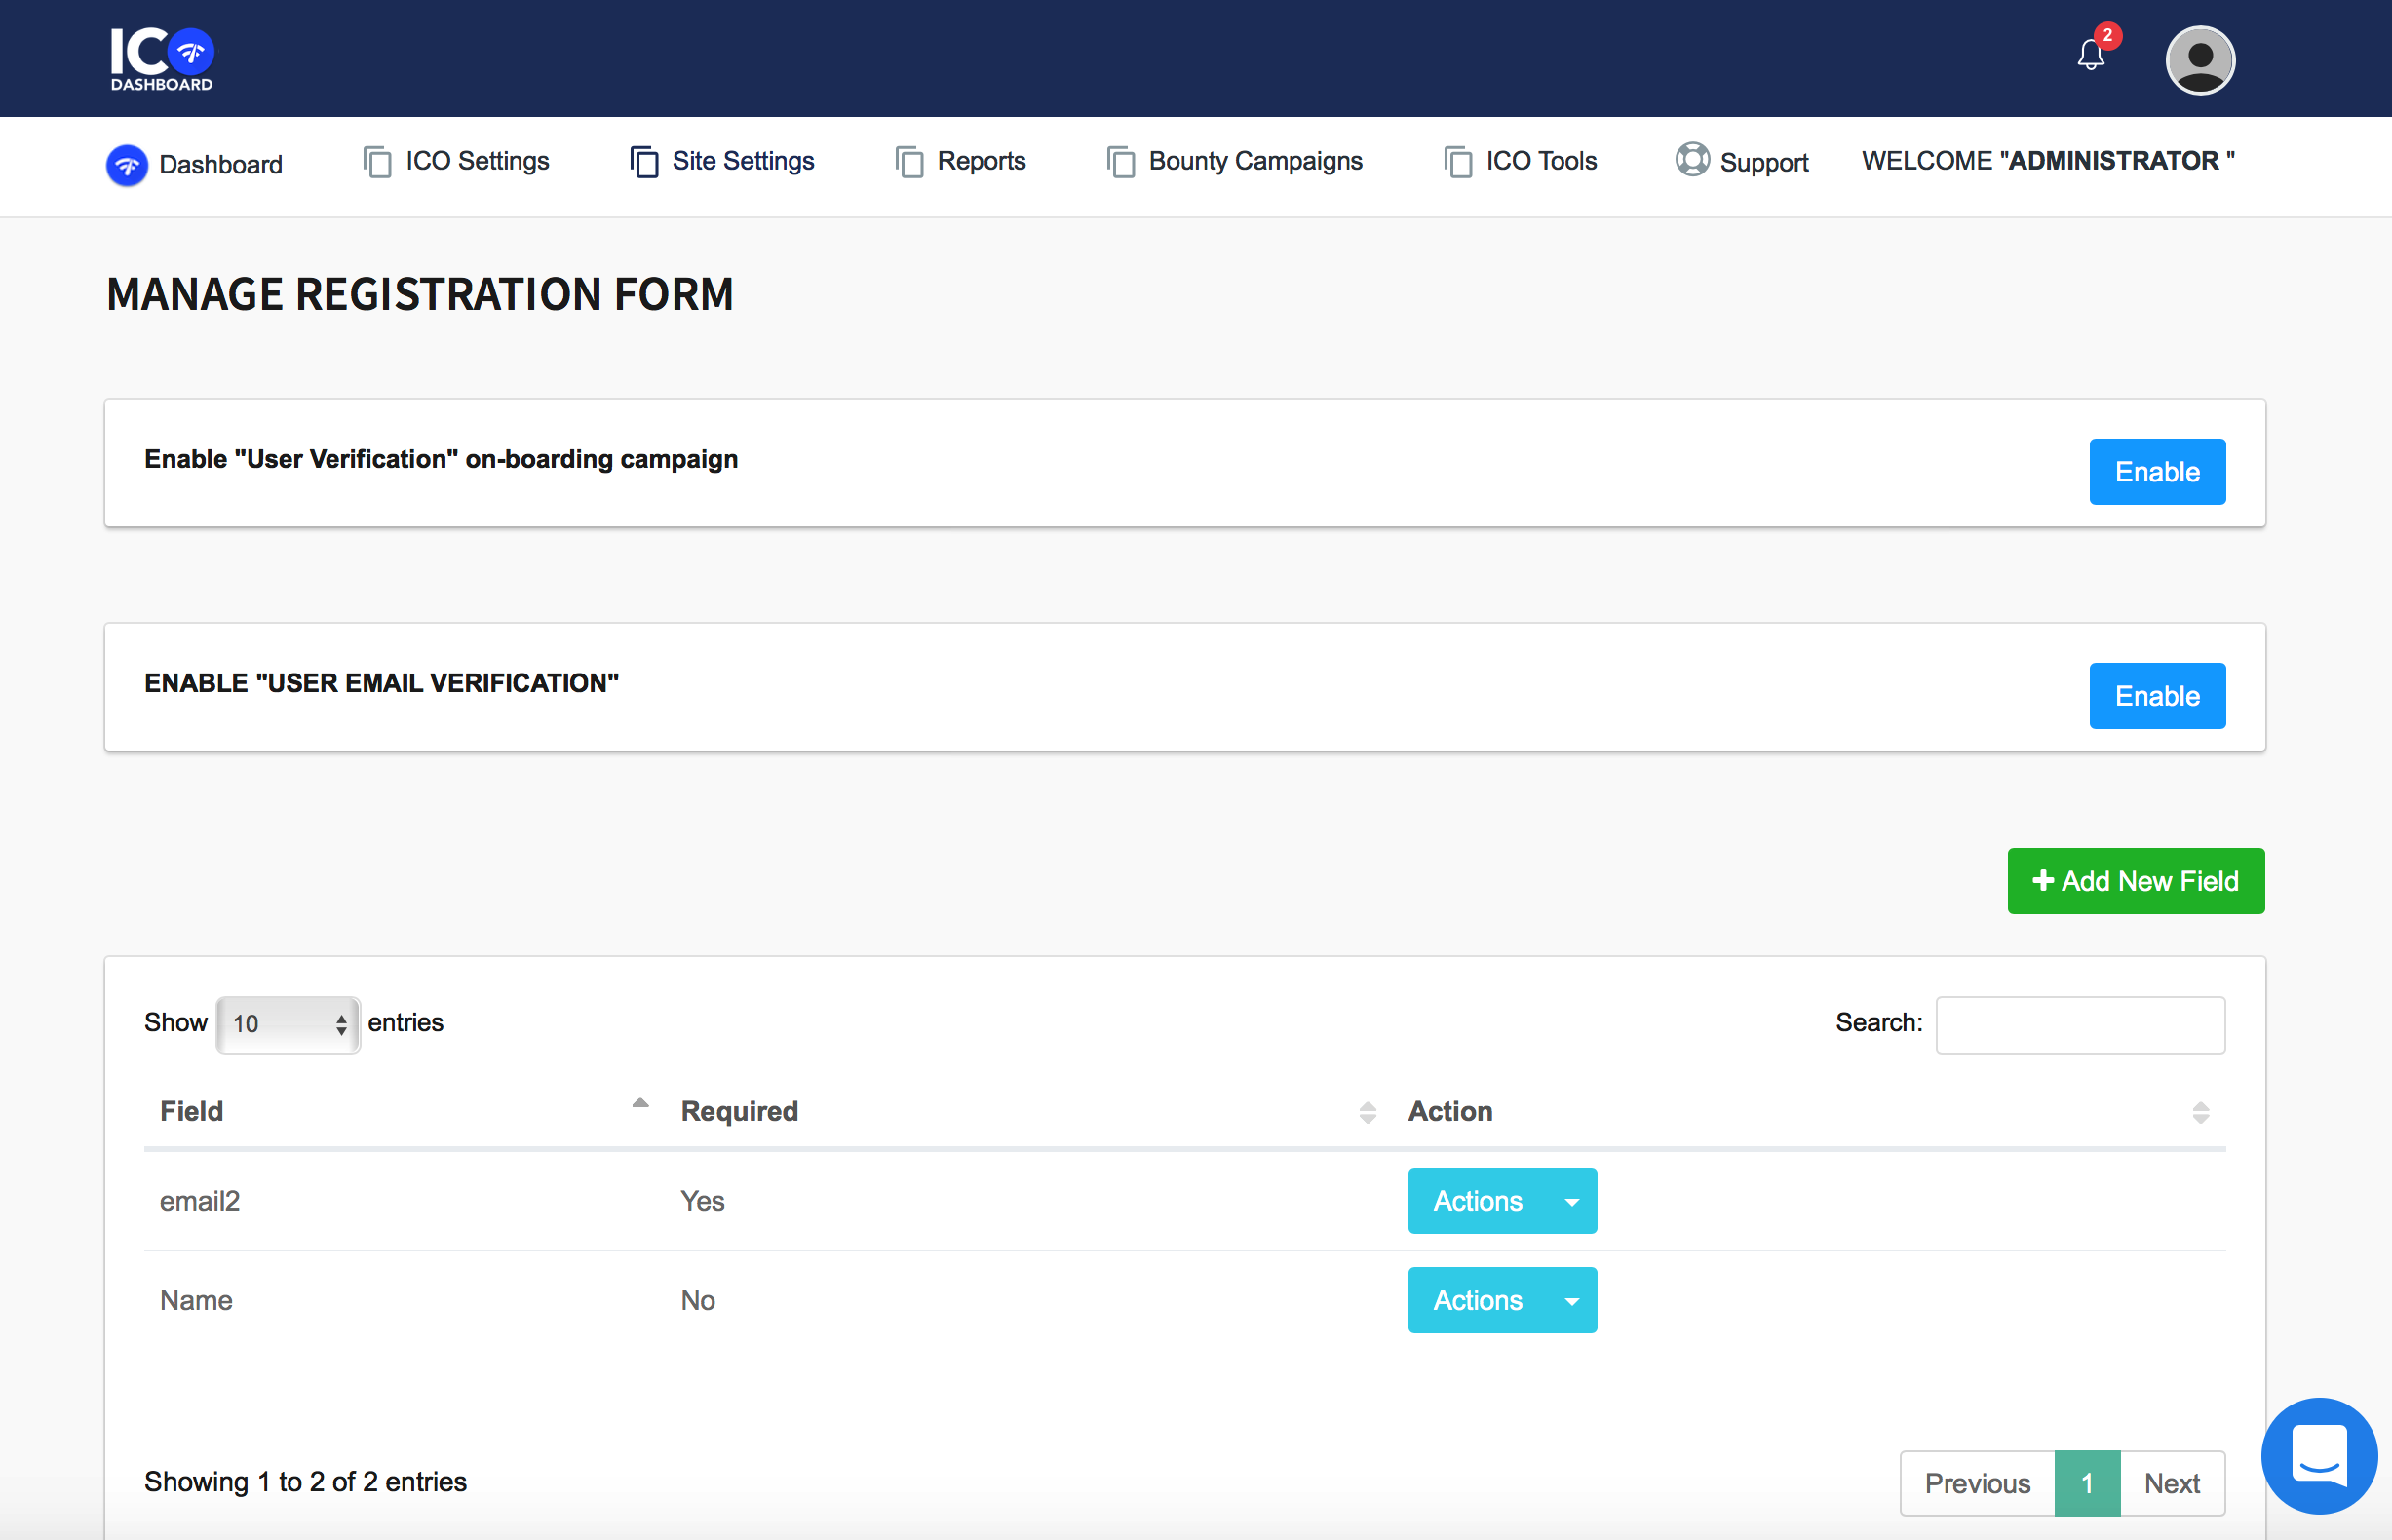 ICO
DASHBOARD
2
Dashboard
ICO Settings
Site Settings
Reports
Bounty Campaigns
ICO Tools
Support
WELCOME "ADMINISTRATOR "
MANAGE REGISTRATION FORM
Enable "User Verification" on-boarding campaign
Enable
ENABLE "USER EMAIL VERIFICATION"
Enable
Add New Field
Show 10 entries
Search:
Field Required Action
email2 Yes Actions
Name No Actions
Showing 1 to 2 of 2 entries
Previous 1 Next